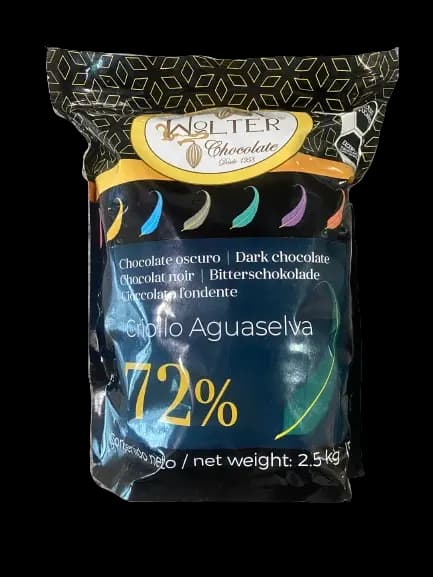 WOLTER
Chocolate
Desde 1958
Chocolate oscuro | Dark chocolate
Chocolat noir | Bitterschokolade
Cioccolato fondente
Criollo Aguaselva
72%
Contenido neto / net weight: 2.5 kg